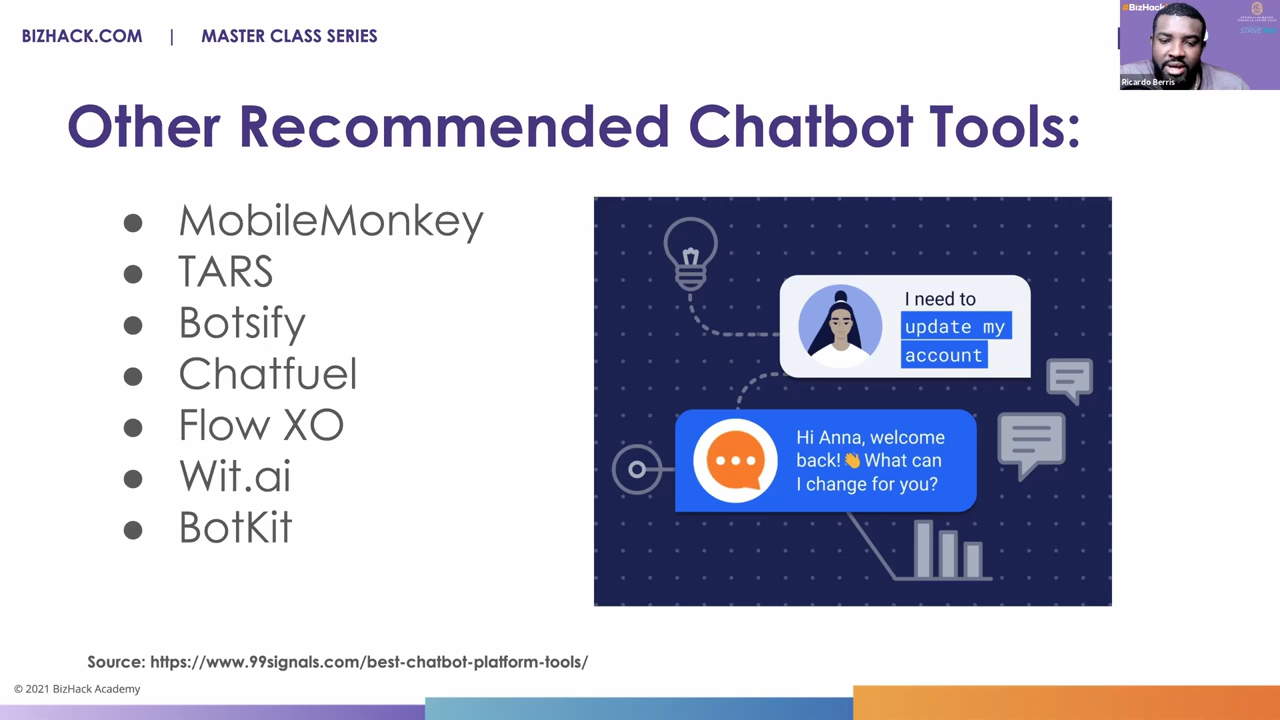 BIZHACK.COM | MASTER CLASS SERIES
#BizHack
Ricardo Berris
Other Recommended Chatbot Tools:
● MobileMonkey
● TARS
● Botsify
● Chatfuel
● Flow XO
● Wit.ai
● BotKit
I need to
update my
account
Hi Anna, welcome
back!👋 What can
I change for you?
Source: https://www.99signals.com/best-chatbot-platform-tools/
© 2021 BizHack Academy